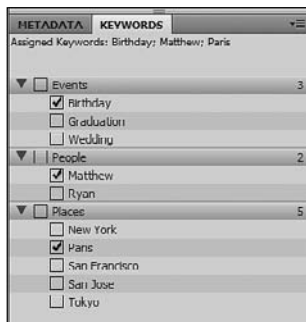 METADATA KEYWORDS
Assigned Keywords: Birthday; Matthew; Paris
Events 3
Birthday
Graduation
Wedding
People 2
Matthew
Ryan
Places 5
New York
Paris
San Francisco
San Jose
Tokyo